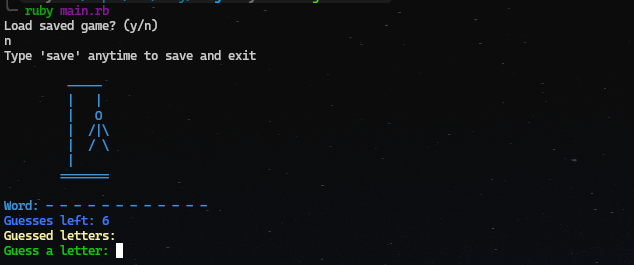 ruby main.rb
Load saved game? (y/n)
n
Type 'save' anytime to save and exit
_____
|   |
|   O
|  /|\
|  / \
|
=======
Word: - - - - - - - - - - - -
Guesses left: 6
Guessed letters:
Guess a letter: